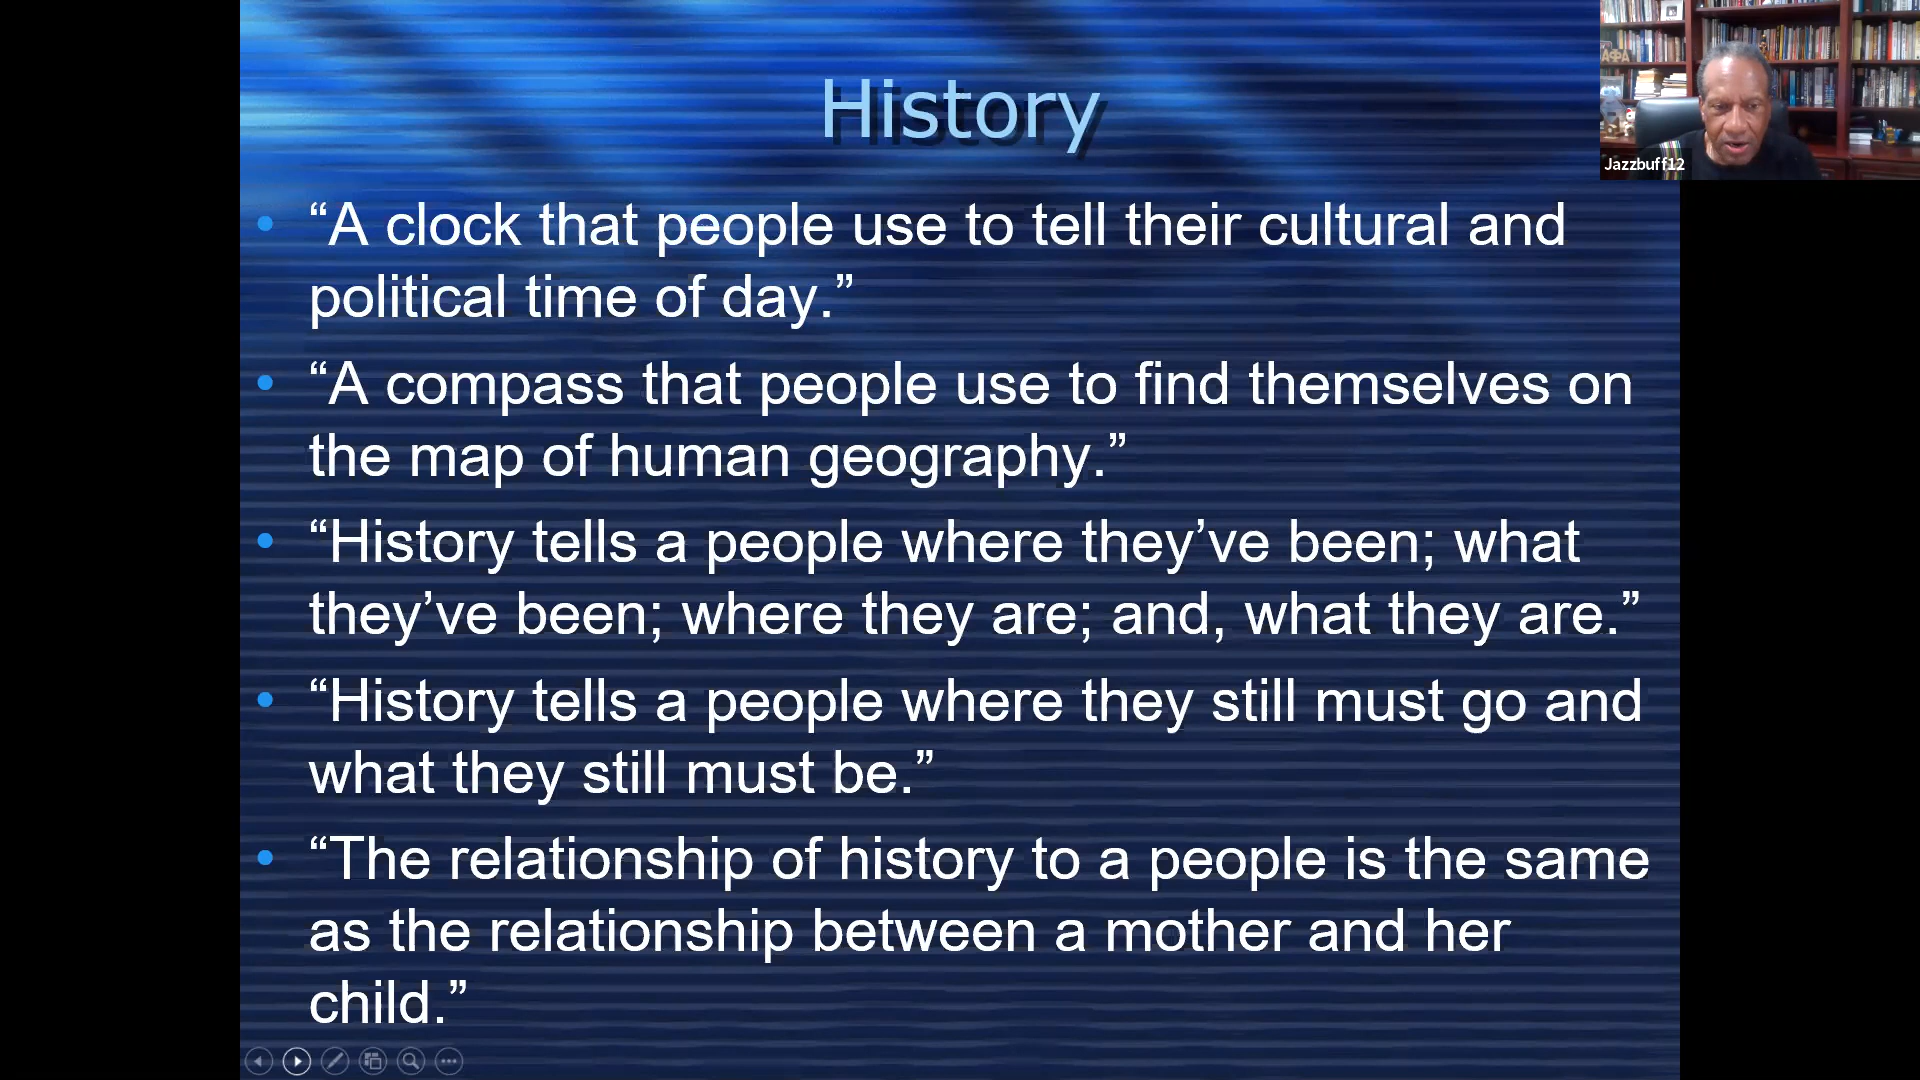 History
“A clock that people use to tell their cultural and
political time of day.”
“A compass that people use to find themselves on
the map of human geography.”
“History tells a people where they’ve been; what
they’ve been; where they are; and, what they are.”
“History tells a people where they still must go and
what they still must be.”
“The relationship of history to a people is the same
as the relationship between a mother and her
child.”
ΑΦΑ
Jazzbuff12